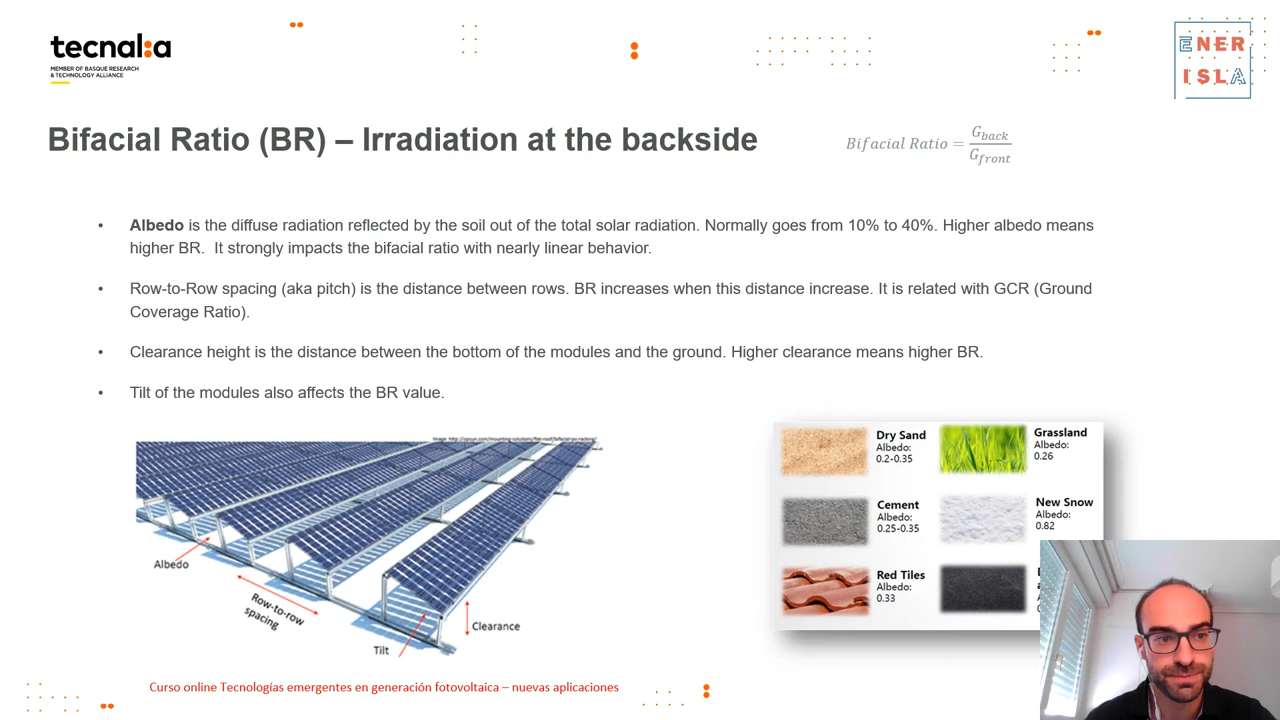 tecnalia
MEMBER OF BASQUE RESEARCH
& TECHNOLOGY ALLIANCE
ENER
ISLA
Bifacial Ratio (BR) – Irradiation at the backside
Bifacial Ratio = G_back / G_front
• Albedo is the diffuse radiation reflected by the soil out of the total solar radiation. Normally goes from 10% to 40%. Higher albedo means
higher BR. It strongly impacts the bifacial ratio with nearly linear behavior.
• Row-to-Row spacing (aka pitch) is the distance between rows. BR increases when this distance increase. It is related with GCR (Ground
Coverage Ratio).
• Clearance height is the distance between the bottom of the modules and the ground. Higher clearance means higher BR.
• Tilt of the modules also affects the BR value.
Albedo
Row-to-row
spacing
Tilt
Clearance
Dry Sand
Albedo:
0.2-0.35
Grassland
Albedo:
0.26
Cement
Albedo:
0.25-0.35
New Snow
Albedo:
0.82
Red Tiles
Albedo:
0.33
Curso online Tecnologías emergentes en generación fotovoltaica – nuevas aplicaciones